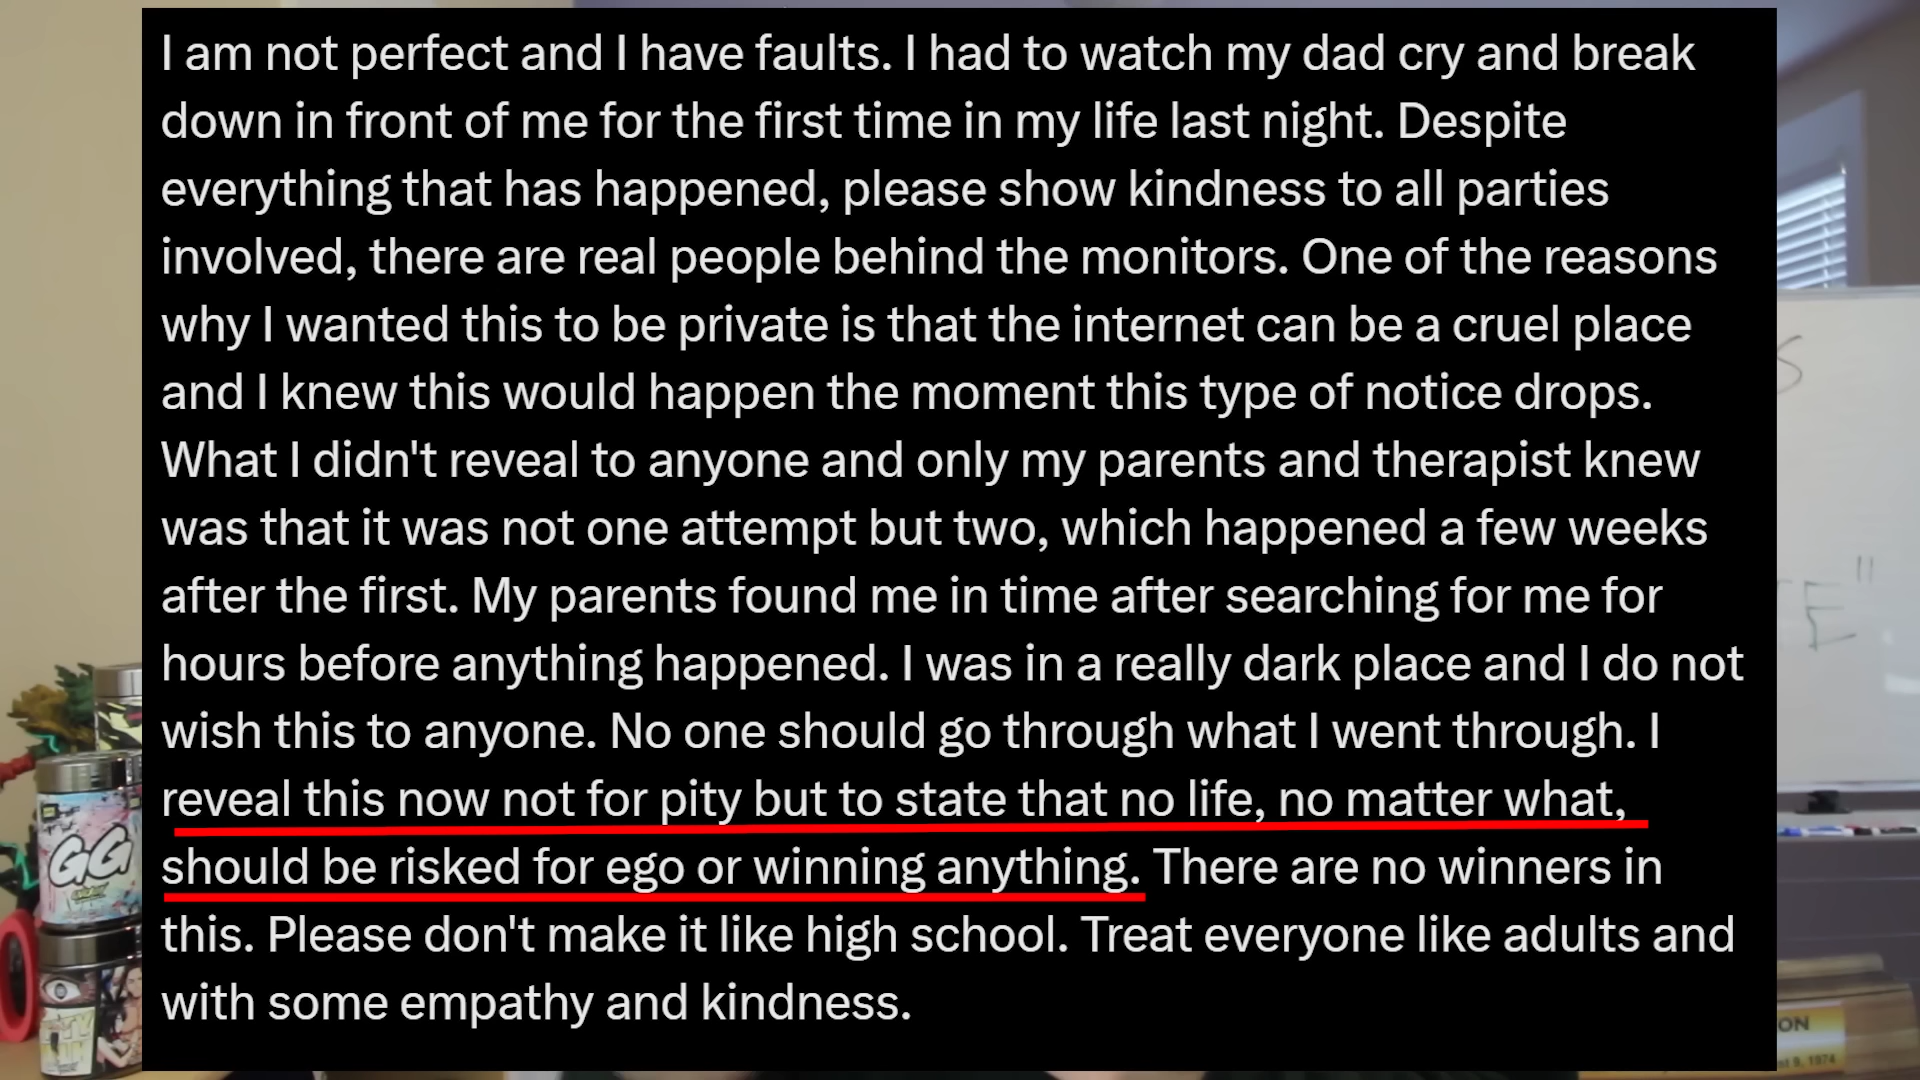 I am not perfect and I have faults. I had to watch my dad cry and break
down in front of me for the first time in my life last night. Despite
everything that has happened, please show kindness to all parties
involved, there are real people behind the monitors. One of the reasons
why I wanted this to be private is that the internet can be a cruel place
and I knew this would happen the moment this type of notice drops.
What I didn't reveal to anyone and only my parents and therapist knew
was that it was not one attempt but two, which happened a few weeks
after the first. My parents found me in time after searching for me for
hours before anything happened. I was in a really dark place and I do not
wish this to anyone. No one should go through what I went through. I
reveal this now not for pity but to state that no life, no matter what,
should be risked for ego or winning anything. There are no winners in
this. Please don't make it like high school. Treat everyone like adults and
with some empathy and kindness.
GG
ON
9, 1974